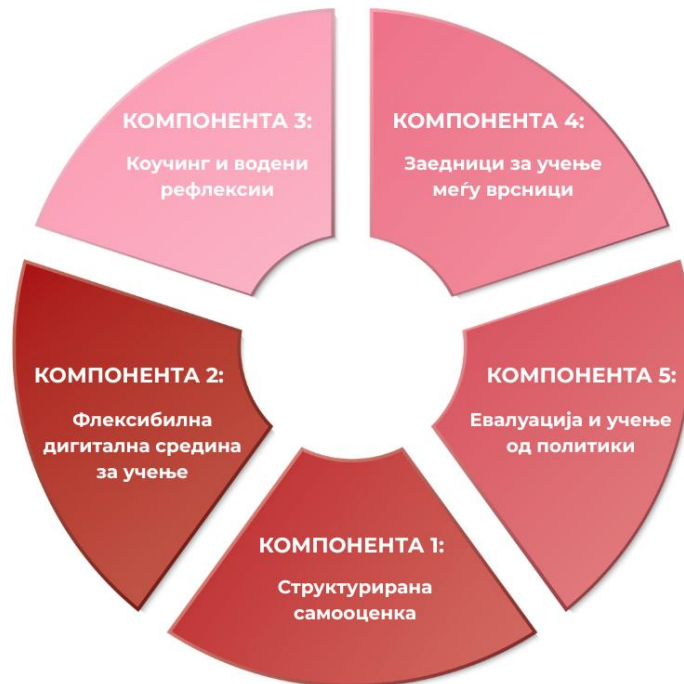 КОМПОНЕНТА 3:
Коучинг и водени
рефлексии
КОМПОНЕНТА 4:
Заедници за учење
меѓу врсници
КОМПОНЕНТА 2:
Флексибилна
дигитална средина
за учење
КОМПОНЕНТА 5:
Евалуација и учење
од политики
КОМПОНЕНТА 1:
Структурирана
самооценка